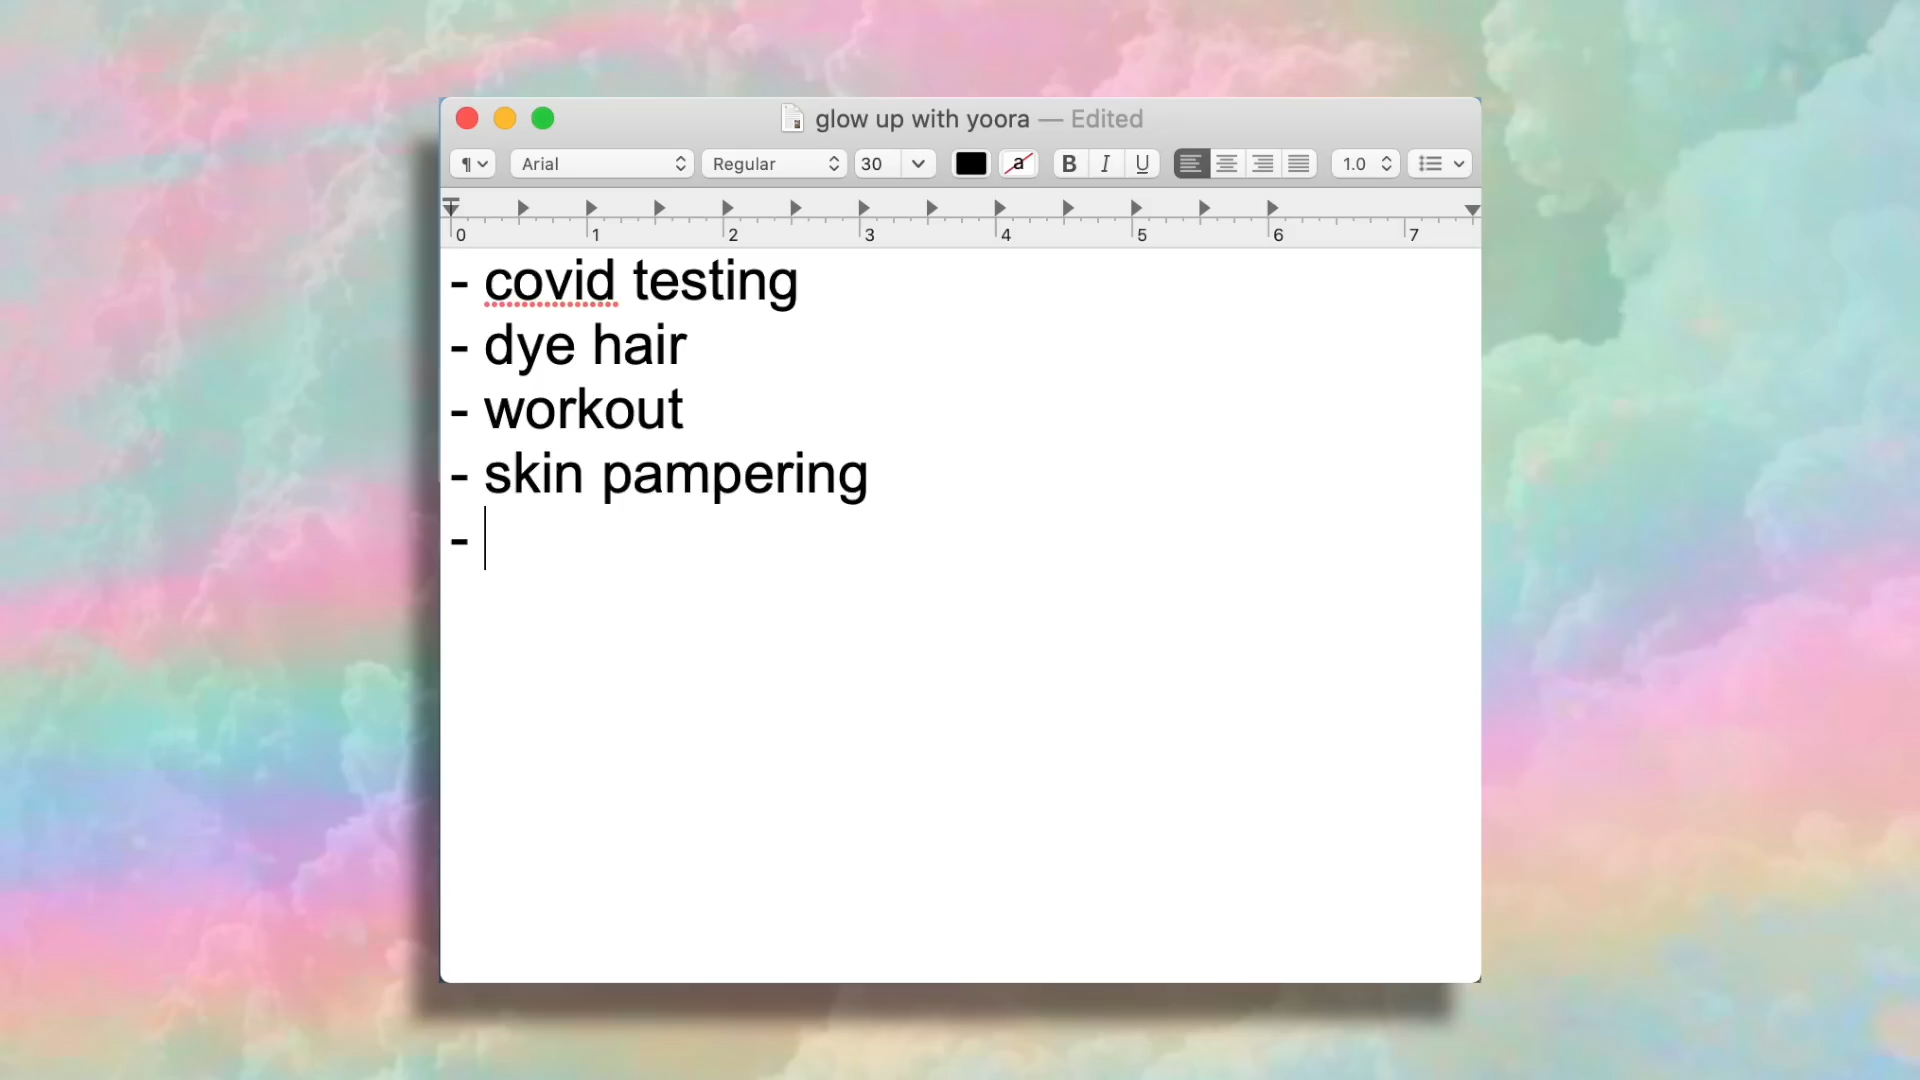 glow up with yoora — Edited
¶ Arial Regular 30 a B I U 1.0
0 1 2 3 4 5 6 7
- covid testing
- dye hair
- workout
- skin pampering
-